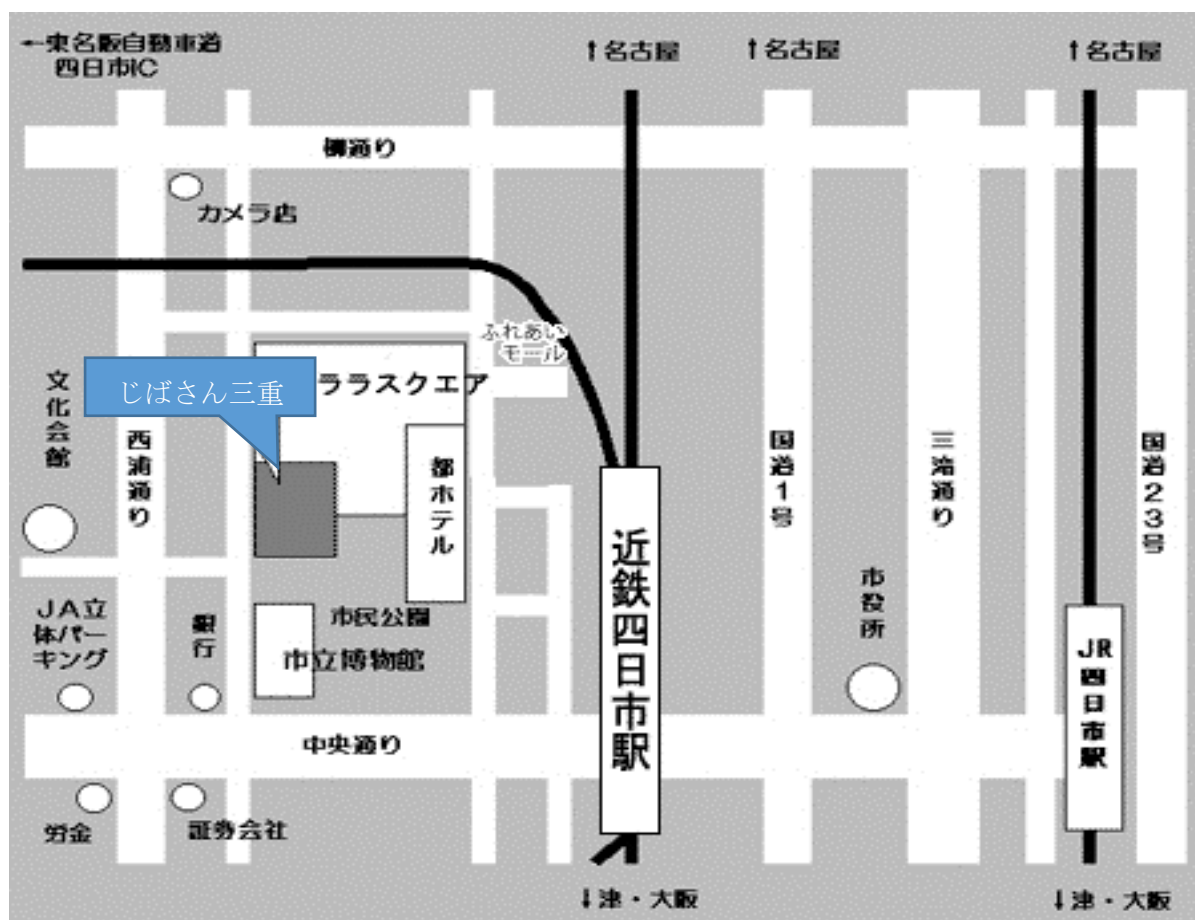 ←東名阪自動車道
四日市IC
↑名古屋
↑名古屋
↑名古屋
柳通り
カメラ店
ふれあい
モール
じばさん三重
ララスクエア
文化会館
西浦通り
都ホテル
国道1号
三滝通り
国道23号
近鉄四日市駅
市役所
JA立
体パー
キング
銀行
市民公園
市立博物館
JR四日市駅
中央通り
労金
証券会社
↓津・大阪
↓津・大阪